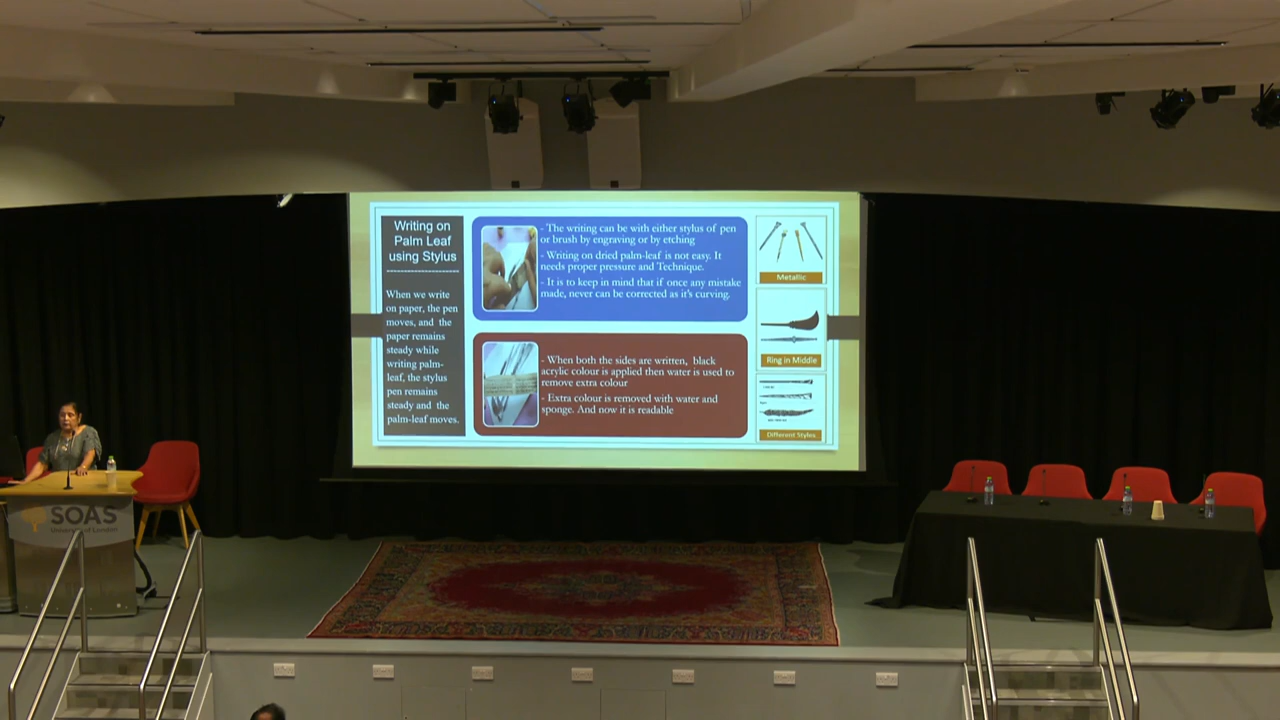 Writing on
Palm Leaf
using Stylus
When we write
on paper, the pen
moves, and the
paper remains
steady while
writing palm-
leaf, the stylus
pen remains
steady and the
palm-leaf moves.
- The writing can be with either stylus of pen
or brush by engraving or by etching
- Writing on dried palm-leaf is not easy. It
needs proper pressure and Technique.
- It is to keep in mind that if once any mistake
made, never can be corrected as it's curving.
- When both the sides are written, black
acrylic colour is applied then water is used to
remove extra colour
- Extra colour is removed with water and
sponge. And now it is readable
Metallic
Ring in Middle
Different Styles
SOAS
University of London